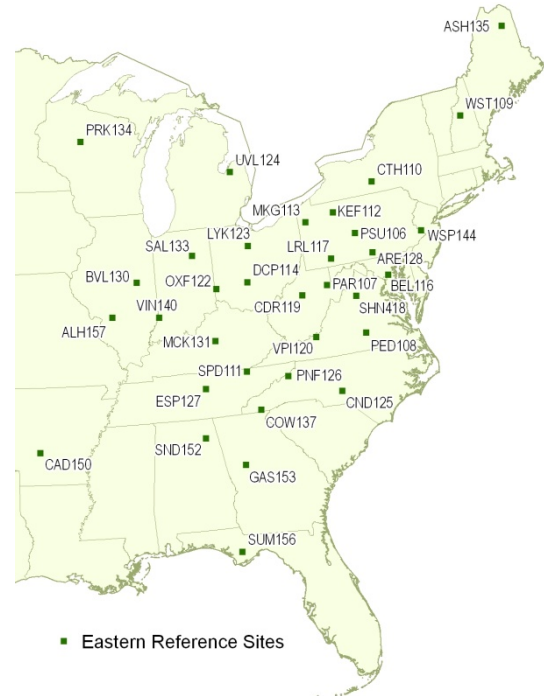 ASH135
WST109
PRK134
UVL124
CTH110
MKG113
KEF112
LYK123
PSU106
WSP144
SAL133
LRL117
ARE128
DCP114
BVL130
OXF122
PAR107
BEL116
CDR119
SHN418
VIN140
ALH157
MCK131
VPI120
PED108
SPD111
PNF126
ESP127
CND125
COW137
SND152
CAD150
GAS153
SUM156
Eastern Reference Sites